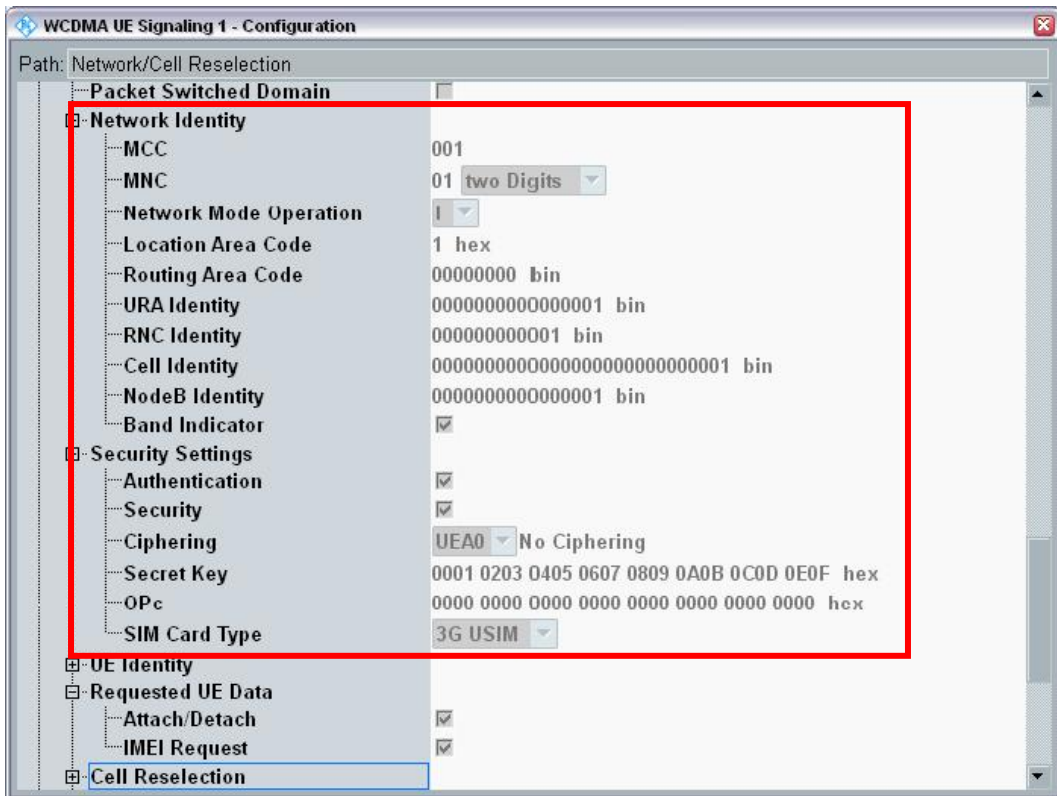 WCDMA UE Signaling 1 - Configuration
Path: Network/Cell Reselection
Packet Switched Domain
Network Identity
MCC 001
MNC 01 two Digits
Network Mode Operation I
Location Area Code 1 hex
Routing Area Code 00000000 bin
URA Identity 0000000000000001 bin
RNC Identity 000000000001 bin
Cell Identity 0000000000000000000000000001 bin
NodeB Identity 0000000000000001 bin
Band Indicator
Security Settings
Authentication
Security
Ciphering UEA0 No Ciphering
Secret Key 0001 0203 0405 0607 0809 0A0B 0C0D 0E0F hex
OPc 0000 0000 0000 0000 0000 0000 0000 0000 hex
SIM Card Type 3G USIM
UE Identity
Requested UE Data
Attach/Detach
IMEI Request
Cell Reselection